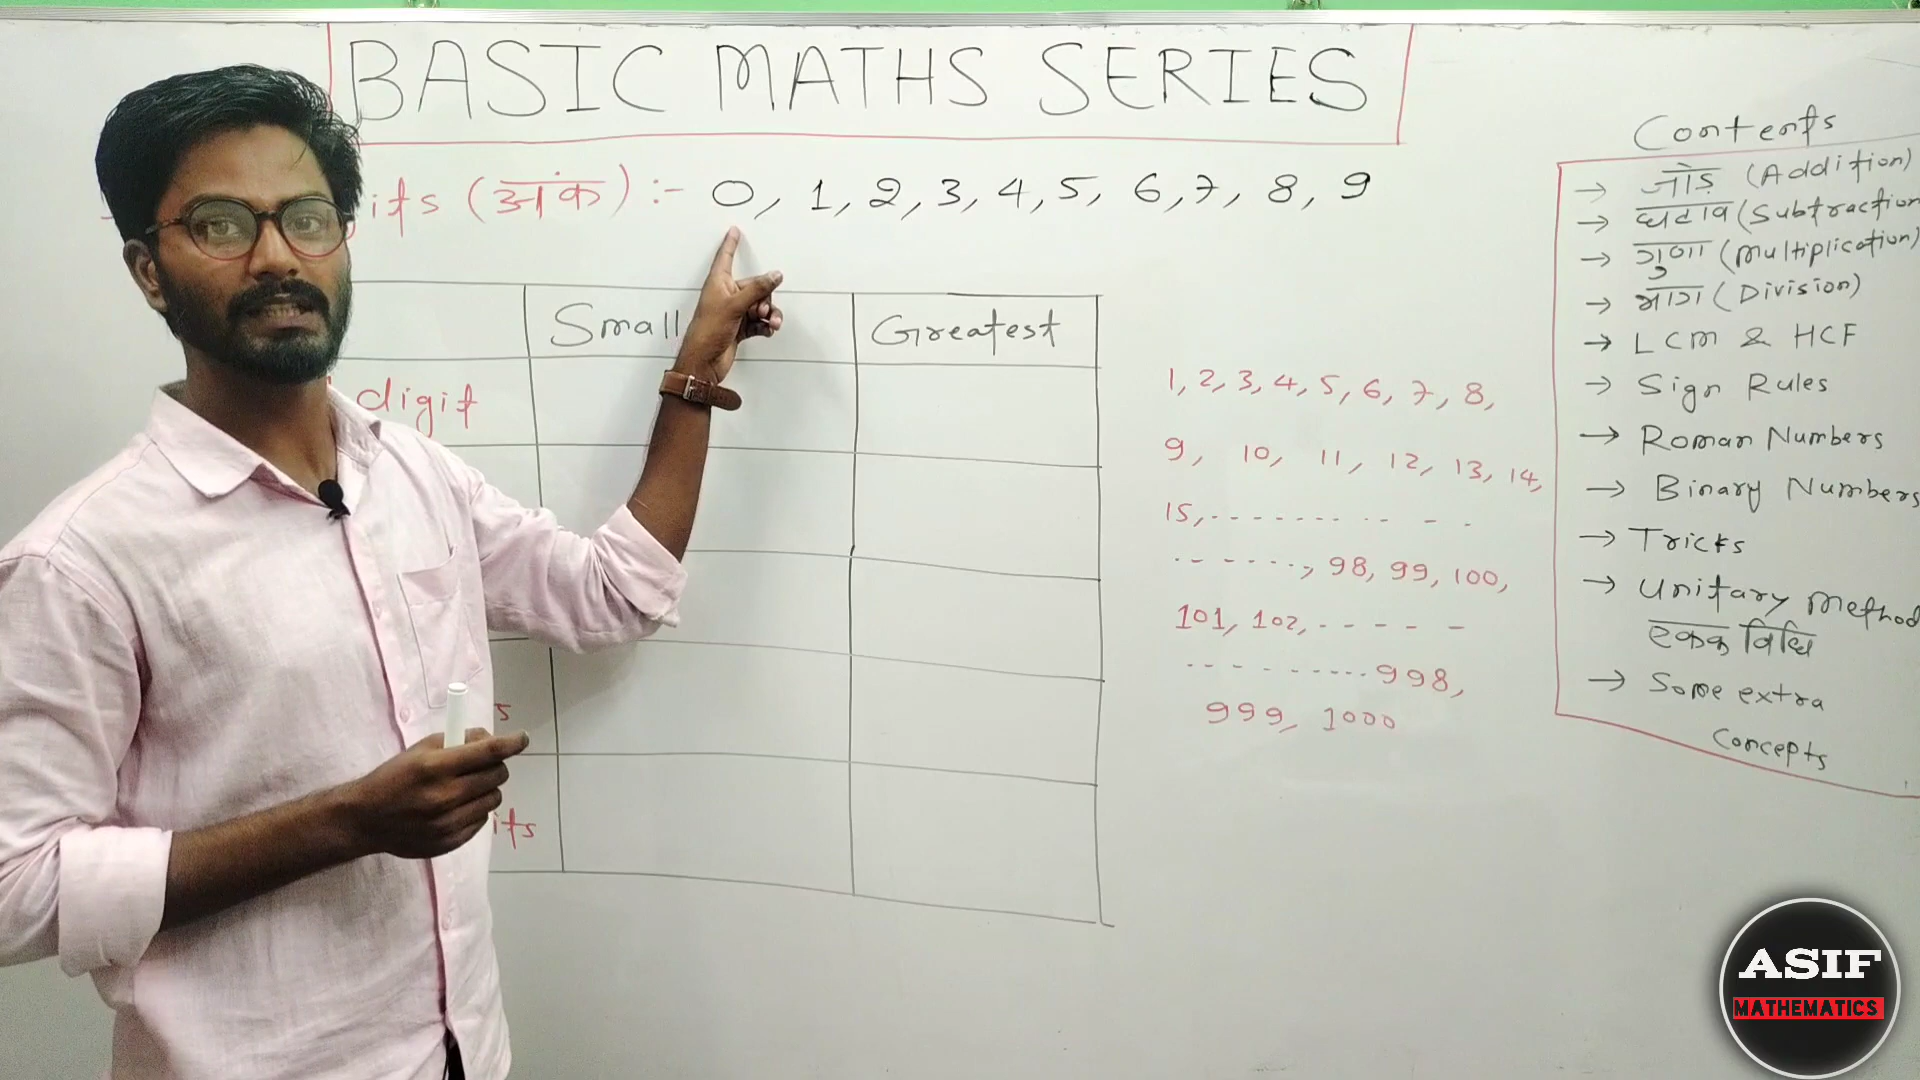 BASIC MATHS SERIES
its (अंक) :- 0, 1, 2, 3, 4, 5, 6, 7, 8, 9
Small
Greatest
digit
s
its
1, 2, 3, 4, 5, 6, 7, 8,
9, 10, 11, 12, 13, 14,
15, - - - - - - - - - - -
- - - - - -, 98, 99, 100,
101, 102, - - - - -
- - - - - - - - - - 998,
999, 1000
Contents
→ जोड़ (Addition)
→ घटाव (Subtraction
→ गुणा (Multiplication)
→ भाग (Division)
→ LCM & HCF
→ Sign Rules
→ Roman Numbers
→ Binary Numbers
→ Tricks
→ Unitary Method
एकक विधि
→ Some extra
concepts
ASIF
MATHEMATICS